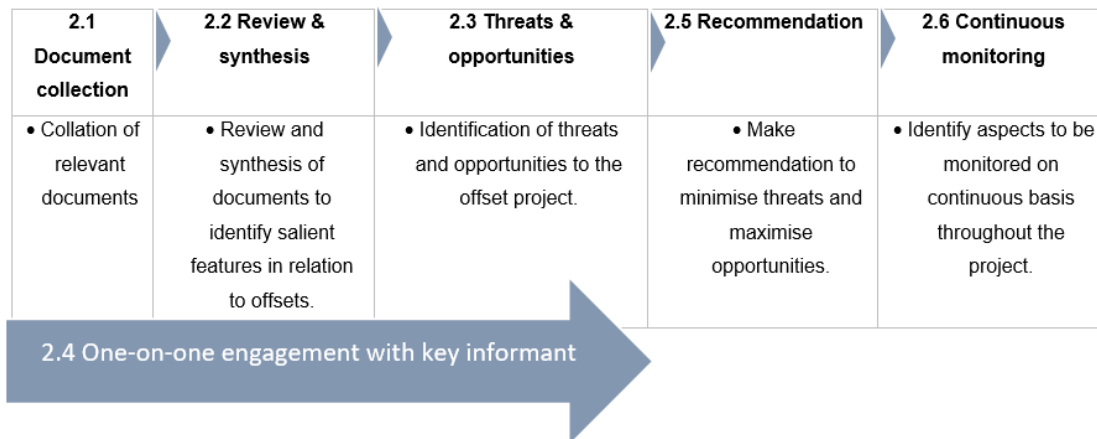 2.1
Document
collection
2.2 Review &
synthesis
2.3 Threats &
opportunities
2.5 Recommendation
2.6 Continuous
monitoring
• Collation of
relevant
documents
• Review and
synthesis of
documents to
identify salient
features in relation
to offsets.
• Identification of threats
and opportunities to the
offset project.
• Make
recommendation to
minimise threats and
maximise
opportunities.
• Identify aspects to be
monitored on
continuous basis
throughout the
project.
2.4 One-on-one engagement with key informant